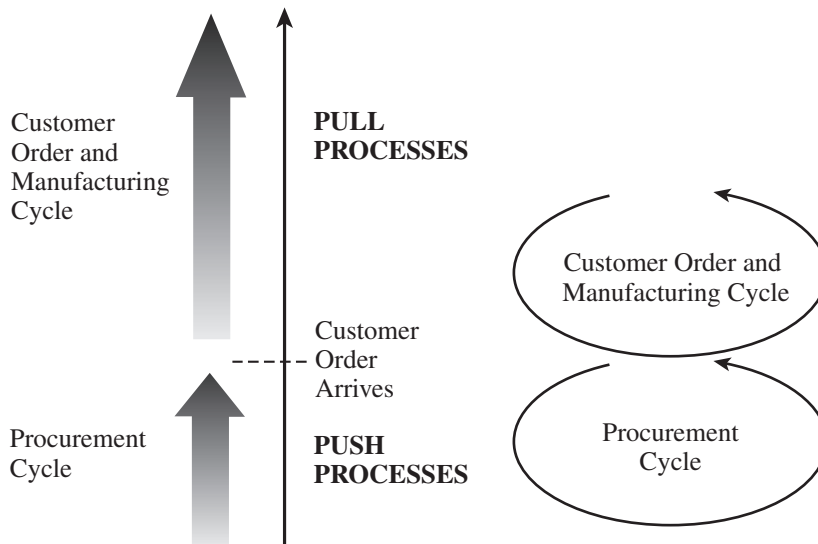 Customer
Order and
Manufacturing
Cycle
PULL
PROCESSES
Customer Order and
Manufacturing Cycle
Customer
Order
Arrives
Procurement
Cycle
PUSH
PROCESSES
Procurement
Cycle